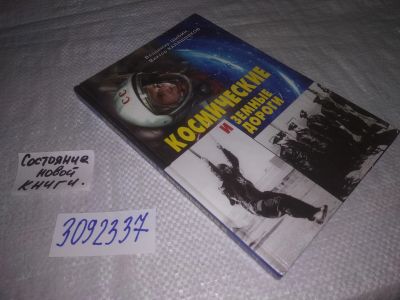 КОСМИЧЕСКИЕ
И ЗЕМНЫЕ
ДОРОГИ
Состояние
новой
книги.
3092337